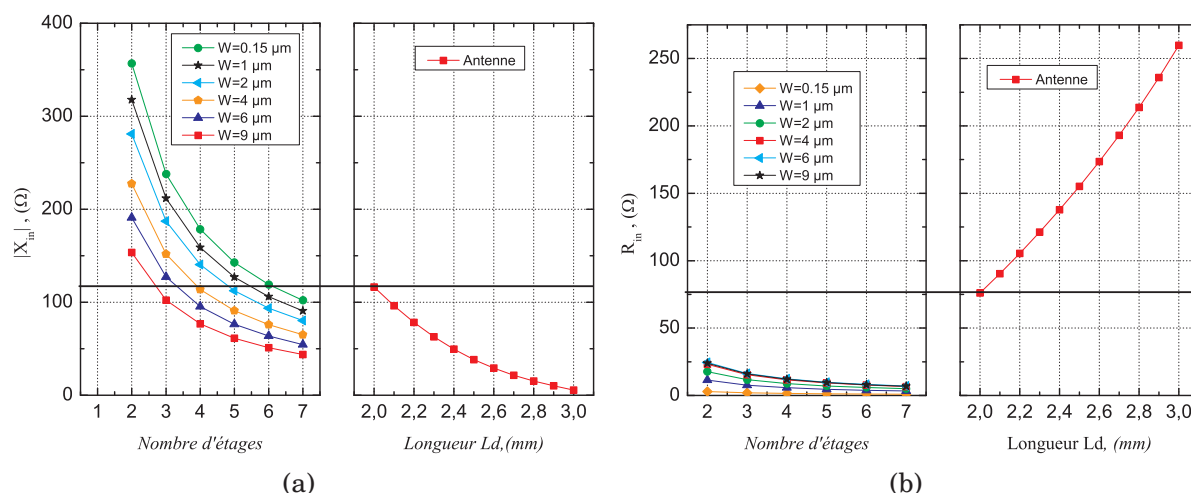 400
300
200
100
0
|X_in| , (Ω)
W=0.15 µm
W=1 µm
W=2 µm
W=4 µm
W=6 µm
W=9 µm
1 2 3 4 5 6 7
Nombre d'étages
Antenne
2,0 2,2 2,4 2,6 2,8 3,0
Longueur Ld,(mm)
(a)
250
200
150
100
50
0
R_in , (Ω)
W=0.15 µm
W=1 µm
W=2 µm
W=4 µm
W=6 µm
W=9 µm
2 3 4 5 6 7
Nombre d'étages
Antenne
2,0 2,2 2,4 2,6 2,8 3,0
Longueur Ld, (mm)
(b)